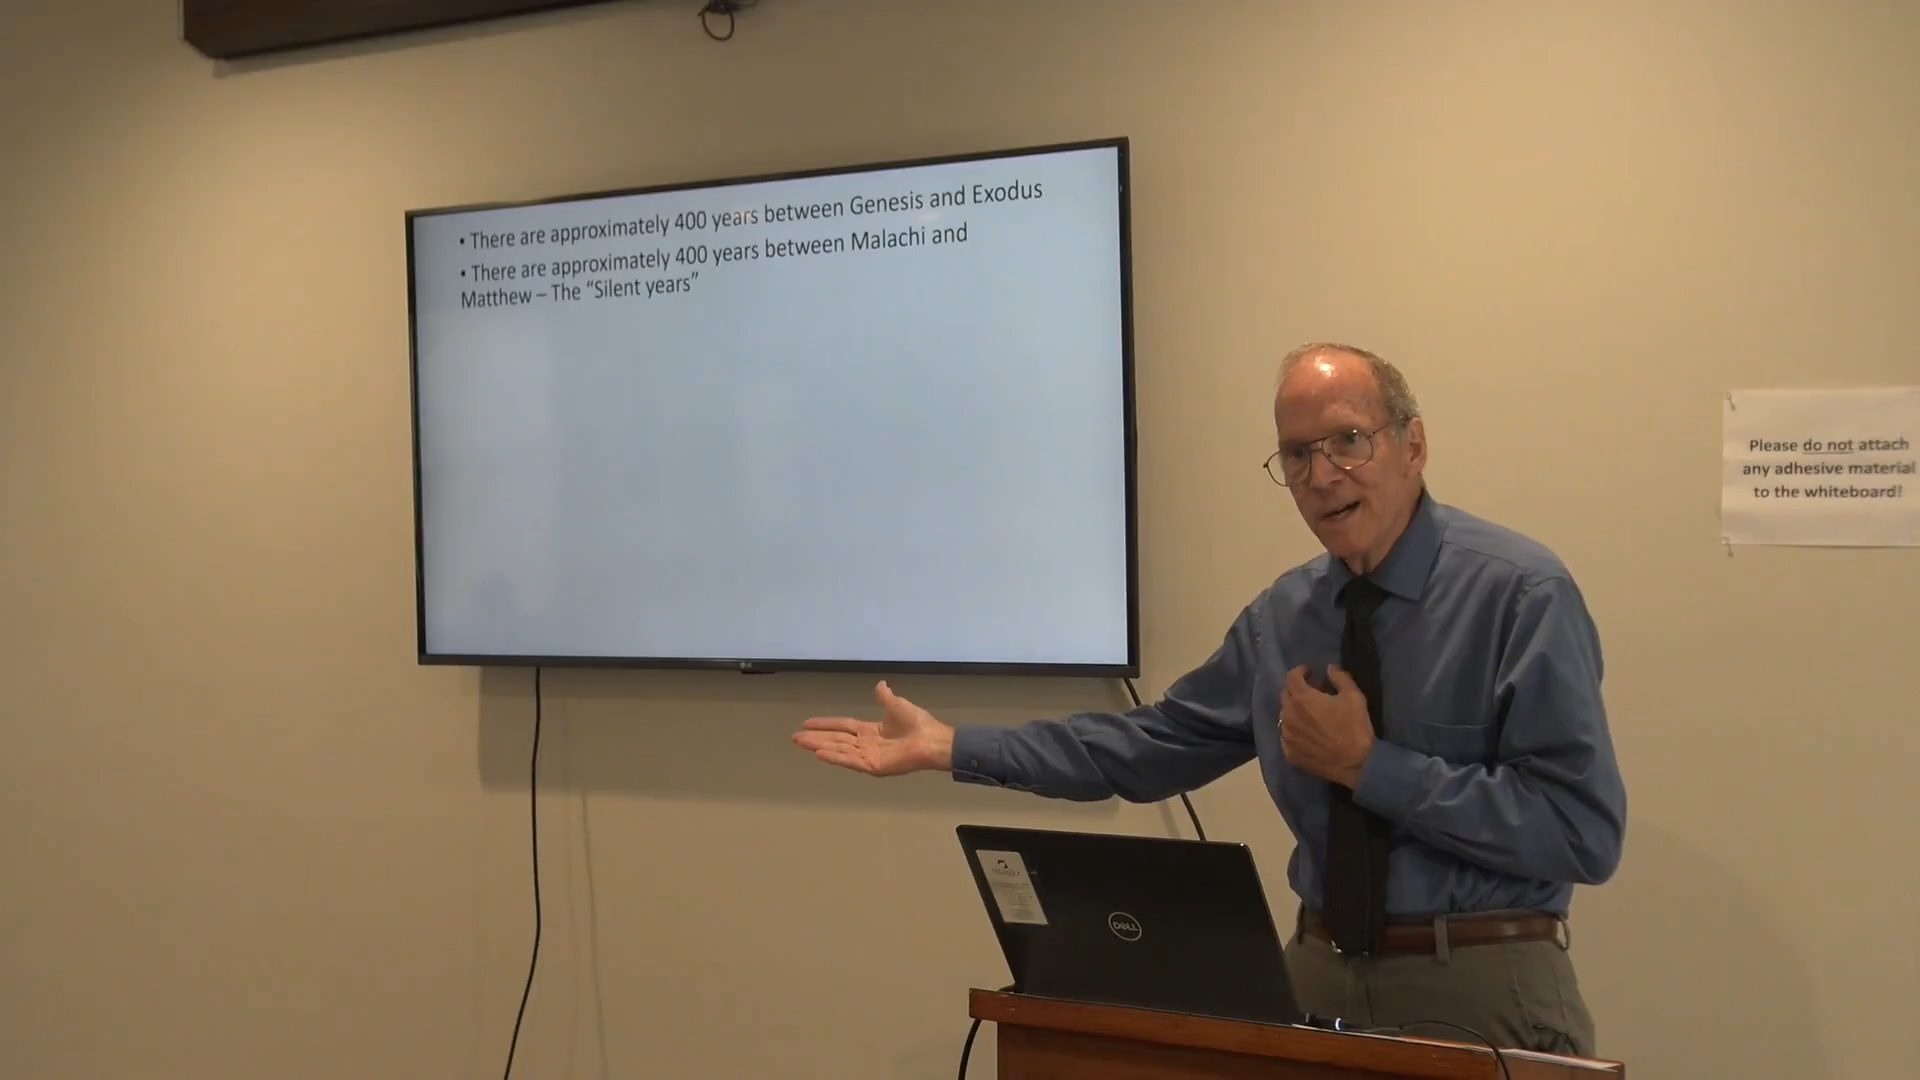 • There are approximately 400 years between Genesis and Exodus
• There are approximately 400 years between Malachi and
Matthew – The “Silent years”
Please do not attach
any adhesive material
to the whiteboard!
LG
DELL